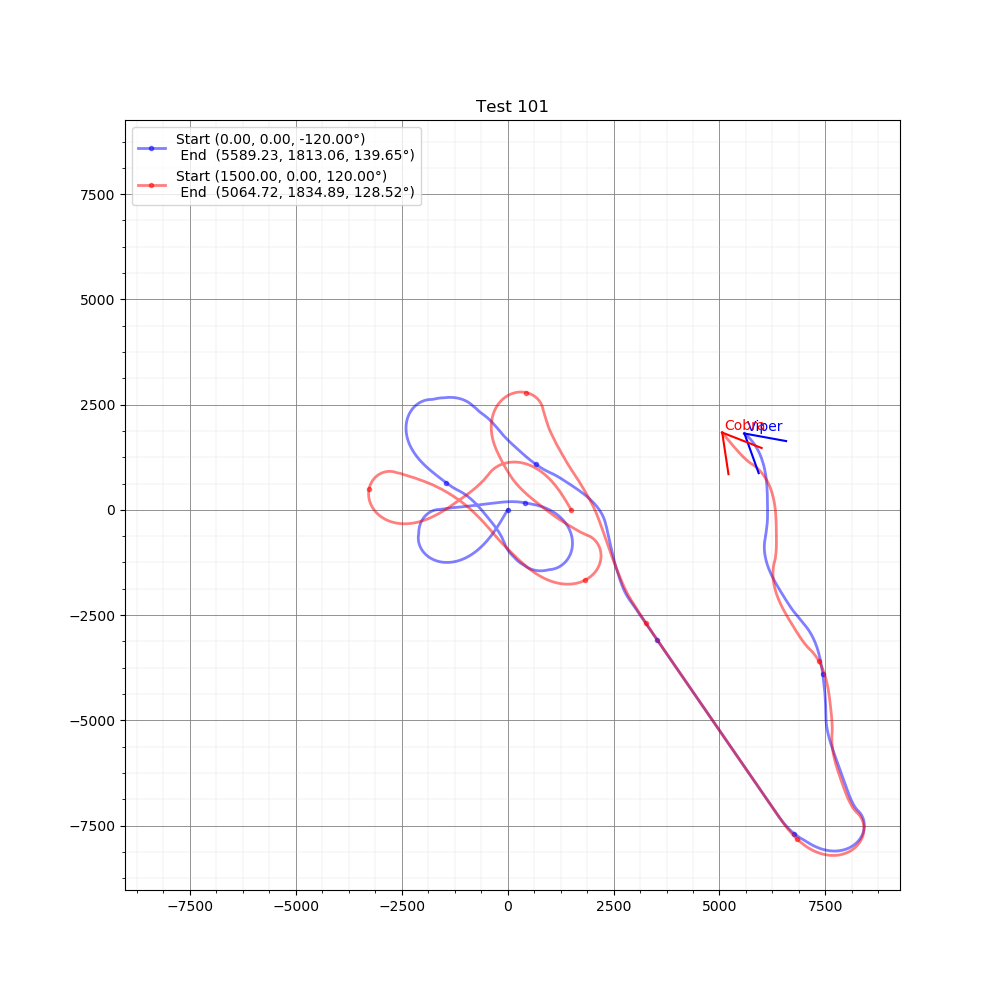 Test 101
Start (0.00, 0.00, -120.00°)
End (5589.23, 1813.06, 139.65°)
Start (1500.00, 0.00, 120.00°)
End (5064.72, 1834.89, 128.52°)
7500
5000
Cobra Viper
2500
0
−2500
−5000
−7500
−7500 −5000 −2500 0 2500 5000 7500